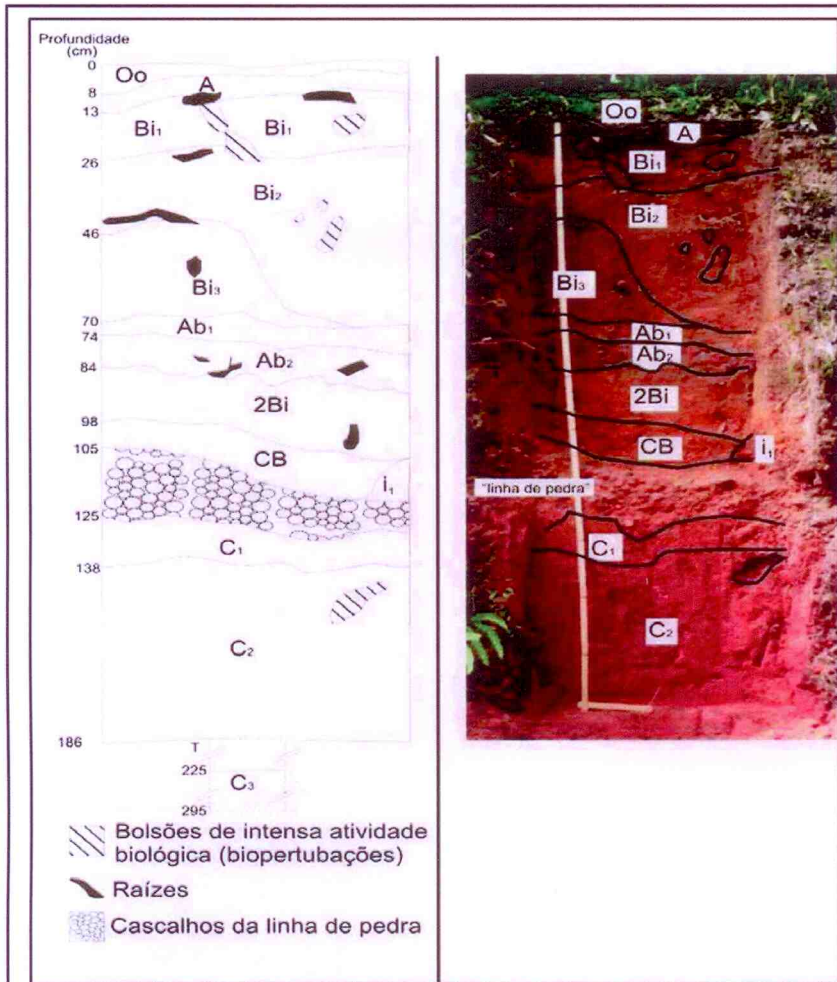 Profundidade
(cm)
0
Oo
8
A
13
Bi₁
Bi₁
26
Bi₂
46
Bi₃
70
Ab₁
74
84
Ab₂
2Bi
98
105
CB
i₁
125
C₁
138
C₂
186
T
225
C₃
295
Bolsões de intensa atividade
biológica (biopertubações)
Raízes
Cascalhos da linha de pedra
Oo
A
Bi₁
Bi₂
Bi₃
Ab₁
Ab₂
2Bi
CB
i₁
"linha de pedra"
C₁
C₂